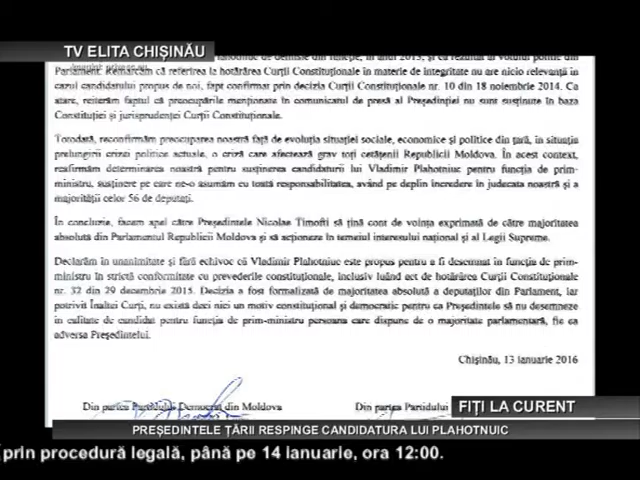 TV ELITA CHIȘINĂU
Parlament. Remarcăm că referirea la hotărârea Curții Constituționale în materie de integritate nu are nicio relevanță în
cazul candidatului propus de noi, fapt confirmat prin decizia Curții Constituționale nr. 10 din 18 noiembrie 2014. Ca
atare, reiterăm faptul că preocupările menționate în comunicatul de presă al Președinției nu sunt susținute în baza
Constituției și jurisprudenței Curții Constituționale.
Totodată, reconfirmăm preocuparea noastră față de evoluția situației sociale, economice și politice din țară, în situația
prelungirii crizei politice actuale, o criză care afectează grav toți cetățenii Republicii Moldova. În acest context,
reafirmăm determinarea noastră pentru susținerea candidaturii lui Vladimir Plahotniuc pentru funcția de prim-
ministru, susținere pe care ne-o asumăm cu toată responsabilitatea, având pe deplin încredere în judecata noastră și a
majorității celor 56 de deputați.
În concluzie, facem apel către Președintele Nicolae Timofti să țină cont de voința exprimată de către majoritatea
absolută din Parlamentul Republicii Moldova și să acționeze în temeiul interesului național și al Legii Supreme.
Declarăm în unanimitate și fără echivoc că Vladimir Plahotniuc este propus pentru a fi desemnat în funcția de prim-
ministru în strictă conformitate cu prevederile constituționale, inclusiv luând act de hotărârea Curții Constituționale
nr. 32 din 29 decembrie 2015. Decizia a fost formalizată de majoritatea absolută a deputaților din Parlament, iar
potrivit Înaltei Curți, nu există deci nici un motiv constituțional și democratic pentru ca Președintele să nu desemneze
în calitate de candidat pentru funcția de prim-ministru persoana care dispune de o majoritate parlamentară, fie ea
adversa Președintelui.
Chișinău, 13 ianuarie 2016
Din partea Partidului Democrat din Moldova
Din partea Partidului
FIȚI LA CURENT
PREȘEDINTELE ȚĂRII RESPINGE CANDIDATURA LUI PLAHOTNIUC
prin procedură legală, până pe 14 ianuarie, ora 12:00.